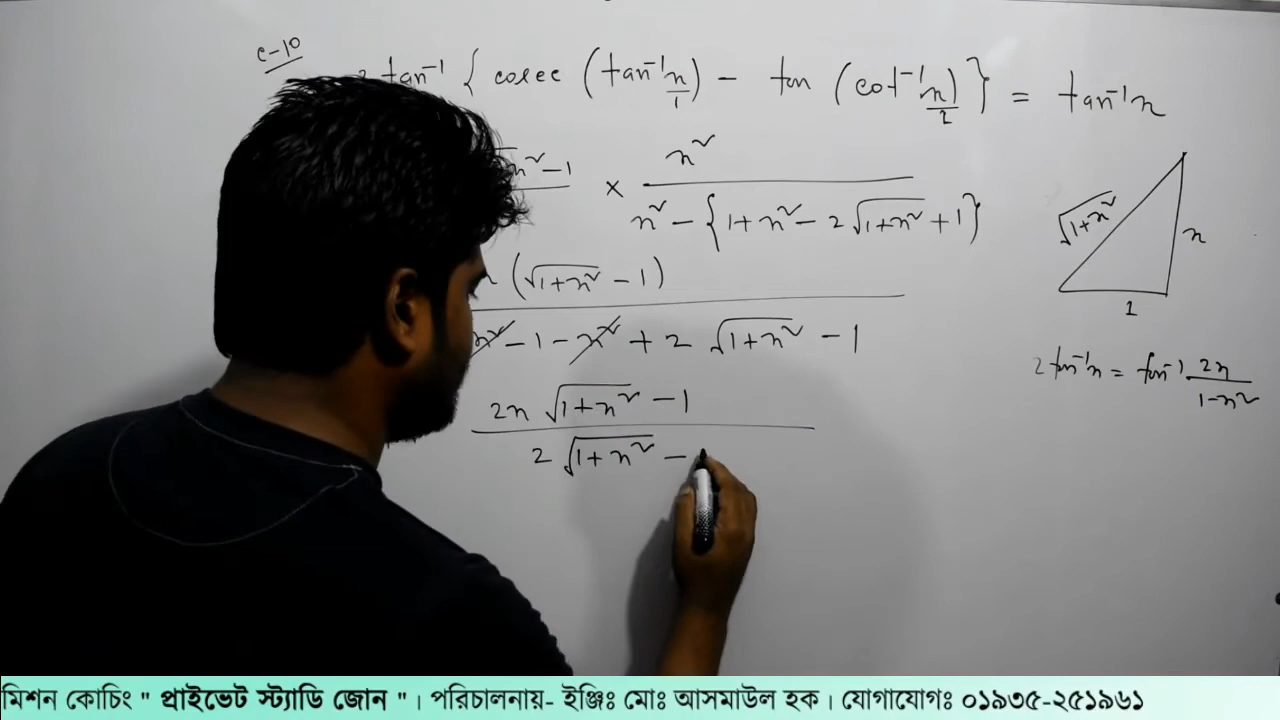 c-10
tan⁻¹ { cosec (tan⁻¹ x/1) - tan (cot⁻¹ x/1) } = tan⁻¹x
x² - 1 × x² / x² - {1 + x² - 2√1+x² + 1}
(√1+x² - 1)
x² - 1 - x² + 2 √1+x² - 1
2x √1+x² - 1
2 √1+x² -
√1+x²
x
1
2 tan⁻¹x = tan⁻¹ 2x / 1-x²
মিশন কোচিং " প্রাইভেট স্ট্যাডি জোন " । পরিচালনায়- ইঞ্জিঃ মোঃ আসমাউল হক। যোগাযোগঃ ০১৯৩৫-২৫১৯৬১